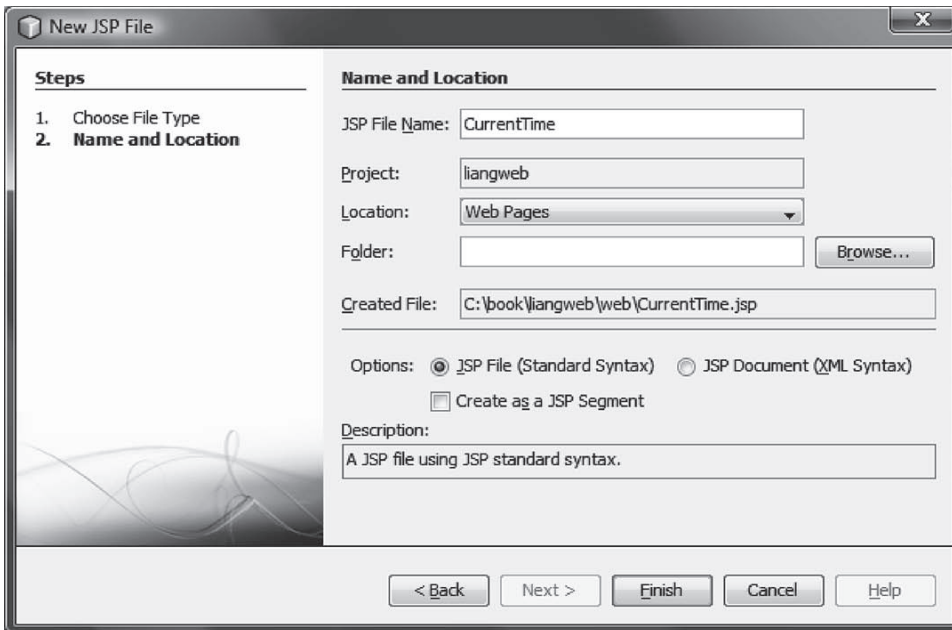 New JSP File
X
Steps
1. Choose File Type
2. Name and Location
Name and Location
JSP File Name: CurrentTime
Project: liangweb
Location: Web Pages
Folder: Browse...
Created File: C:\book\liangweb\web\CurrentTime.jsp
Options: JSP File (Standard Syntax) JSP Document (XML Syntax)
Create as a JSP Segment
Description:
A JSP file using JSP standard syntax.
< Back Next > Finish Cancel Help